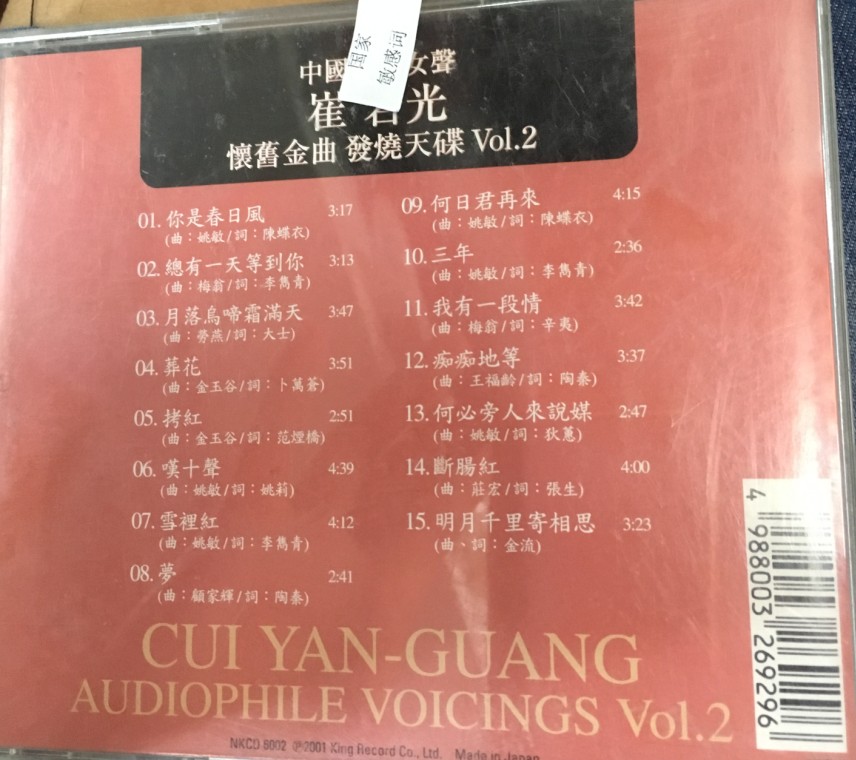 国家
敏感词
中國 女聲
崔 光
懷舊金曲 發燒天碟 Vol.2
01. 你是春日風 3:17
(曲：姚敏/詞：陳蝶衣)
02. 總有一天等到你 3:13
(曲：梅翁/詞：李雋青)
03. 月落烏啼霜滿天 3:47
(曲：勞燕/詞：大士)
04. 葬花 3:51
(曲：金玉谷/詞：卜萬蒼)
05. 拷紅 2:51
(曲：金玉谷/詞：范煙橋)
06. 嘆十聲 4:39
(曲：姚敏/詞：姚莉)
07. 雪裡紅 4:12
(曲：姚敏/詞：李雋青)
08. 夢 2:41
(曲：顧家輝/詞：陶秦)
09. 何日君再來 4:15
(曲：姚敏/詞：陳蝶衣)
10. 三年 2:36
(曲：姚敏/詞：李雋青)
11. 我有一段情 3:42
(曲：梅翁/詞：辛夷)
12. 痴痴地等 3:37
(曲：王福齡/詞：陶秦)
13. 何必旁人來說媒 2:47
(曲：姚敏/詞：狄薏)
14. 斷腸紅 4:00
(曲：莊宏/詞：張生)
15. 明月千里寄相思 3:23
(曲、詞：金流)
CUI YAN-GUANG
AUDIOPHILE VOICINGS Vol.2
NKCD 6602 ℗2001 King Record Co., Ltd. Made in Japan
4 988003 269296